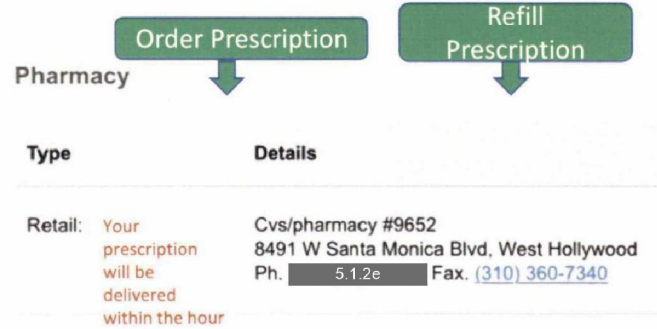 Order Prescription
Refill
Prescription
Pharmacy
Type Details
Retail: Your Cvs/pharmacy #9652
prescription 8491 W Santa Monica Blvd, West Hollywood
will be Ph. 5.1.2e Fax. (310) 360-7340
delivered
within the hour